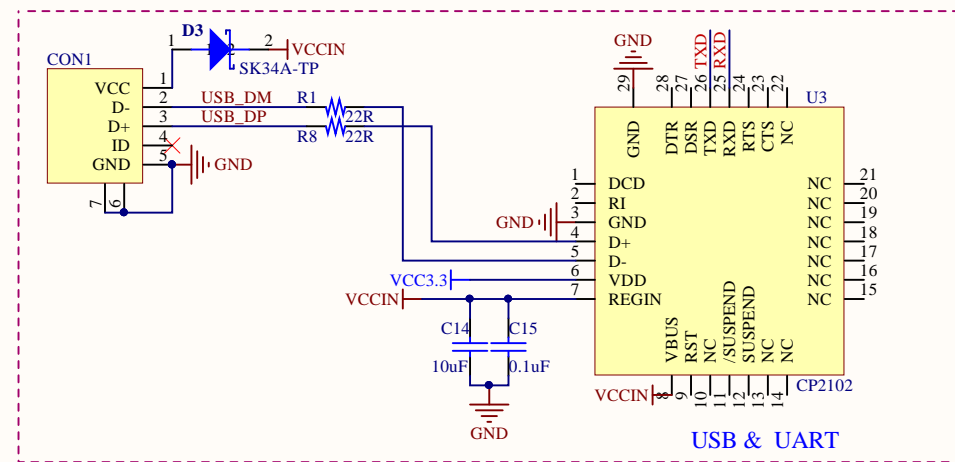 D3
1
2
VCCIN
SK34A-TP
CON1
VCC
1
D-
2
D+
3
ID
4
GND
5
7
6
GND
USB_DM
R1
22R
USB_DP
R8
22R
GND
TXD
RXD
29
28
27
26
25
24
23
22
U3
GND
DTR
DSR
TXD
RXD
RTS
CTS
NC
1
DCD
2
RI
GND
3
GND
4
D+
5
D-
VCC3.3
6
VDD
VCCIN
7
REGIN
NC
21
NC
20
NC
19
NC
18
NC
17
NC
16
NC
15
C14
10uF
C15
0.1uF
GND
VBUS
RST
NC
/SUSPEND
SUSPEND
NC
NC
VCCIN
8
9
10
11
12
13
14
CP2102
USB & UART